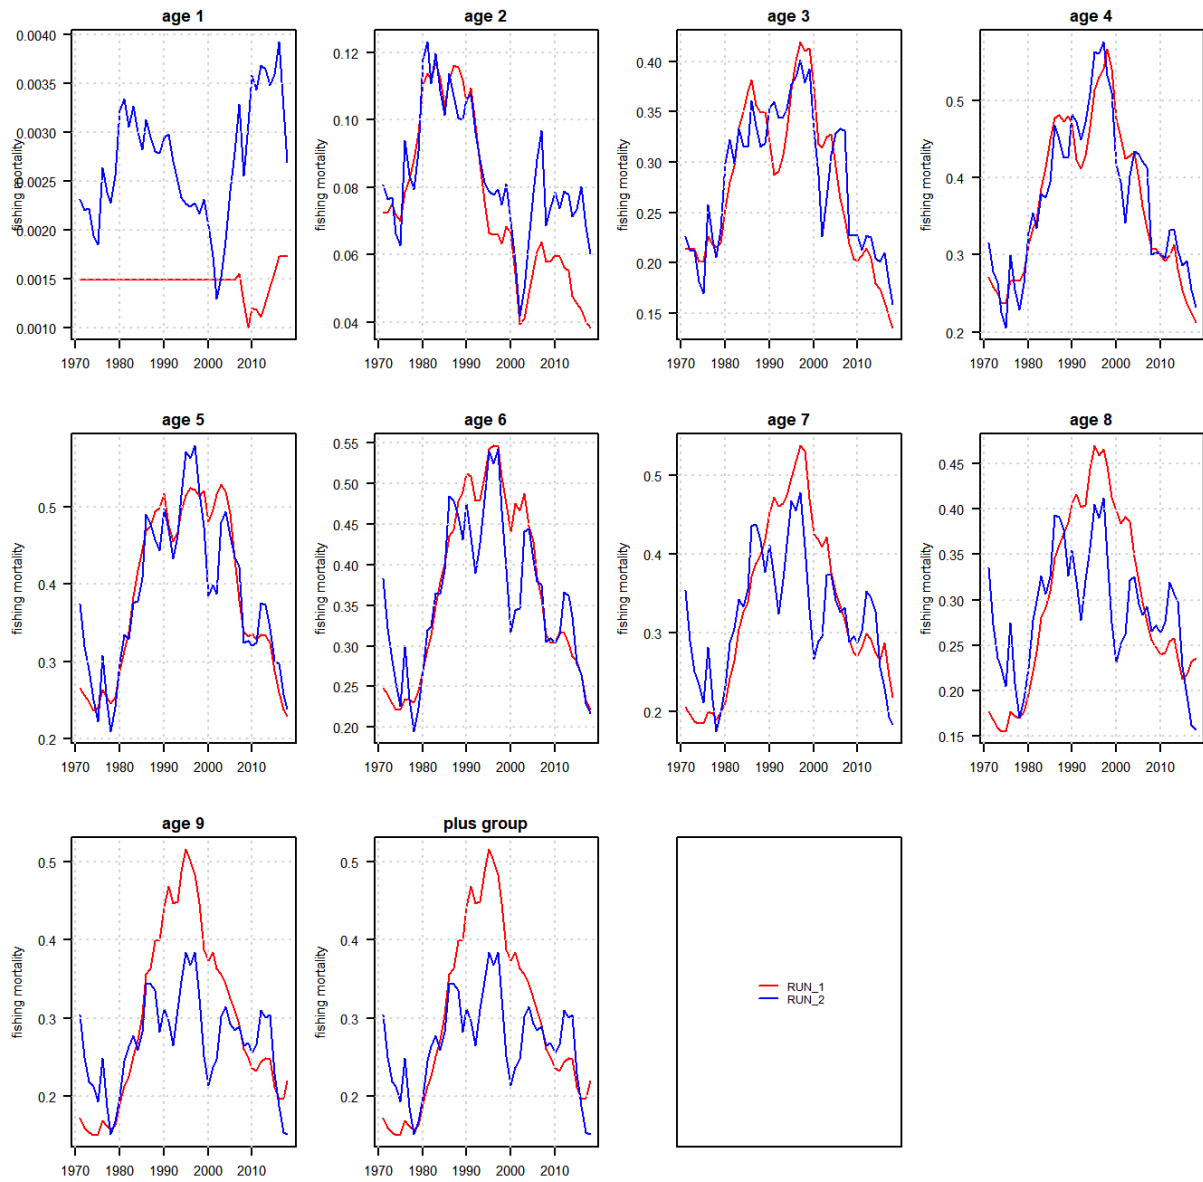 age 1
age 2
age 3
age 4
0.0040
0.0035
0.0030
0.0025
0.0020
0.0015
0.0010
fishing mortality
1970 1980 1990 2000 2010
0.12
0.10
0.08
0.06
0.04
fishing mortality
1970 1980 1990 2000 2010
0.40
0.35
0.30
0.25
0.20
0.15
fishing mortality
1970 1980 1990 2000 2010
0.5
0.4
0.3
0.2
fishing mortality
1970 1980 1990 2000 2010
age 5
age 6
age 7
age 8
0.5
0.4
0.3
0.2
fishing mortality
1970 1980 1990 2000 2010
0.55
0.50
0.45
0.40
0.35
0.30
0.25
0.20
fishing mortality
1970 1980 1990 2000 2010
0.5
0.4
0.3
0.2
fishing mortality
1970 1980 1990 2000 2010
0.45
0.40
0.35
0.30
0.25
0.20
0.15
fishing mortality
1970 1980 1990 2000 2010
age 9
plus group
0.5
0.4
0.3
0.2
fishing mortality
1970 1980 1990 2000 2010
0.5
0.4
0.3
0.2
fishing mortality
1970 1980 1990 2000 2010
RUN_1
RUN_2